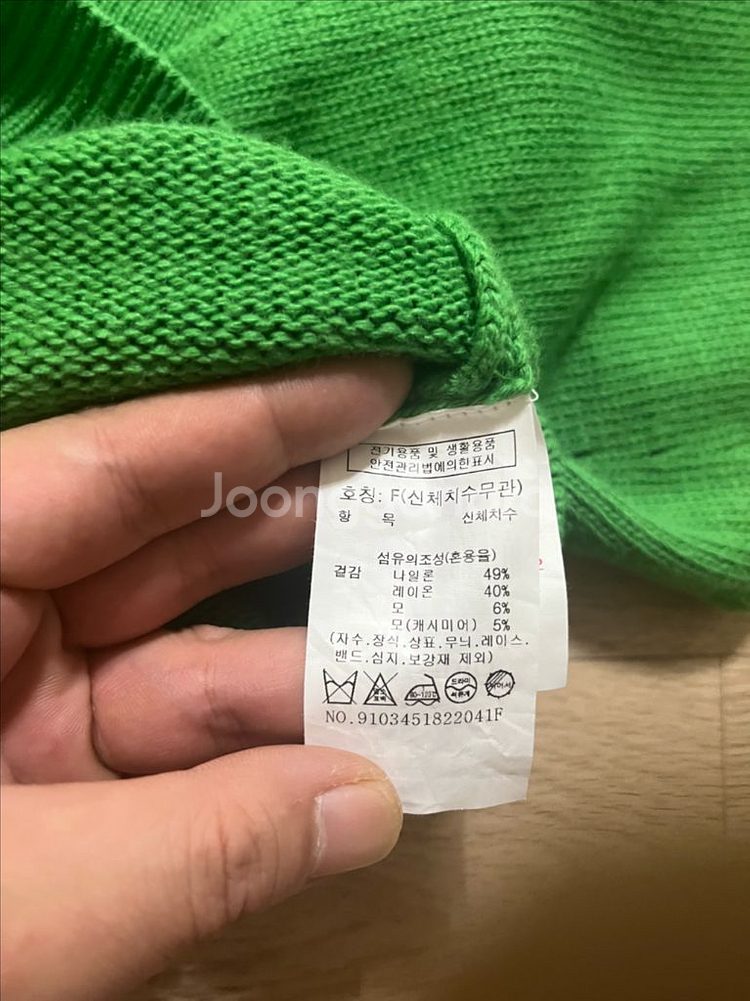 전기용품 및 생활용품
안전관리법에의한표시
호칭: F(신체치수무관)
항 목 신체치수
섬유의조성(혼용율)
겉감 나일론 49%
레이온 40%
모 6%
모(캐시미어) 5%
(자수.장식.상표.무늬.레이스.
밴드.심지.보강재 제외)
드라이
NO.9103451822041F
Joon